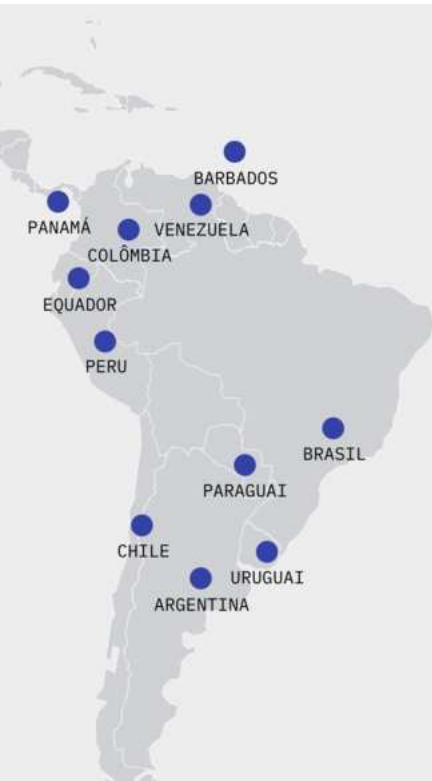 BARBADOS
PANAMÁ
VENEZUELA
COLÔMBIA
EQUADOR
PERU
BRASIL
PARAGUAI
CHILE
URUGUAI
ARGENTINA